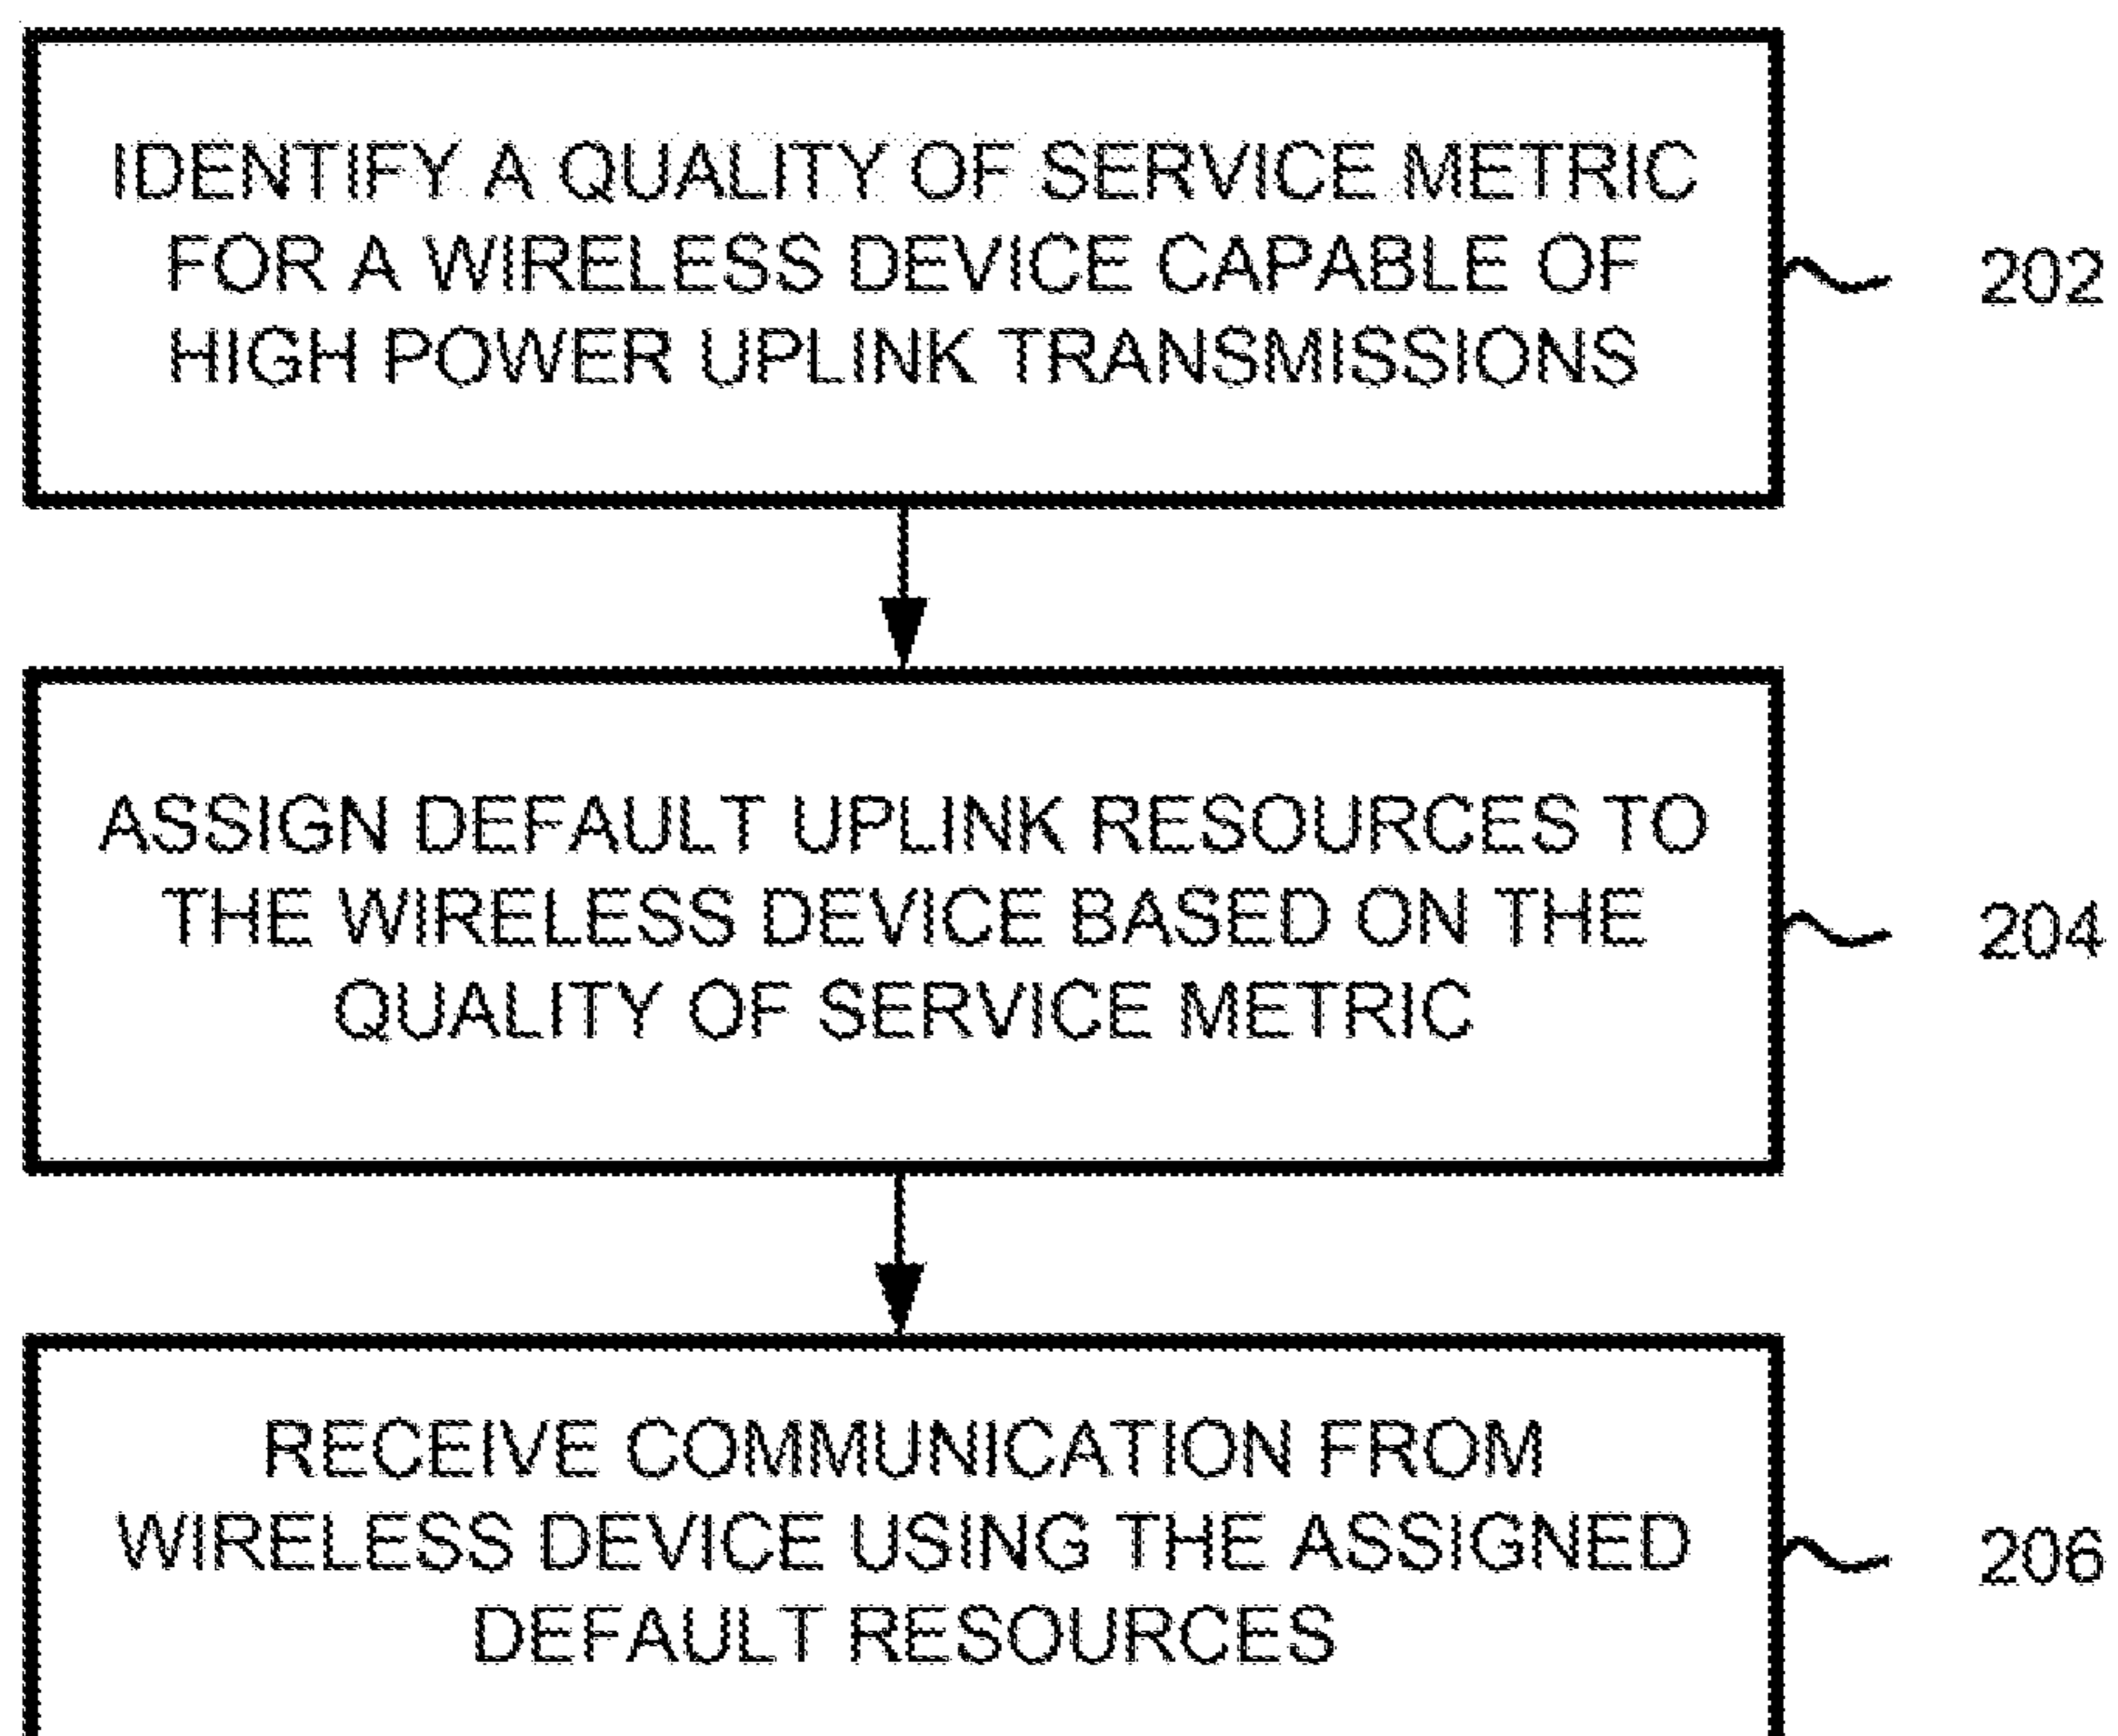 IDENTIFY A QUALITY OF SERVICE METRIC
FOR A WIRELESS DEVICE CAPABLE OF
HIGH POWER UPLINK TRANSMISSIONS
202
ASSIGN DEFAULT UPLINK RESOURCES TO
THE WIRELESS DEVICE BASED ON THE
QUALITY OF SERVICE METRIC
204
RECEIVE COMMUNICATION FROM
WIRELESS DEVICE USING THE ASSIGNED
DEFAULT RESOURCES
206